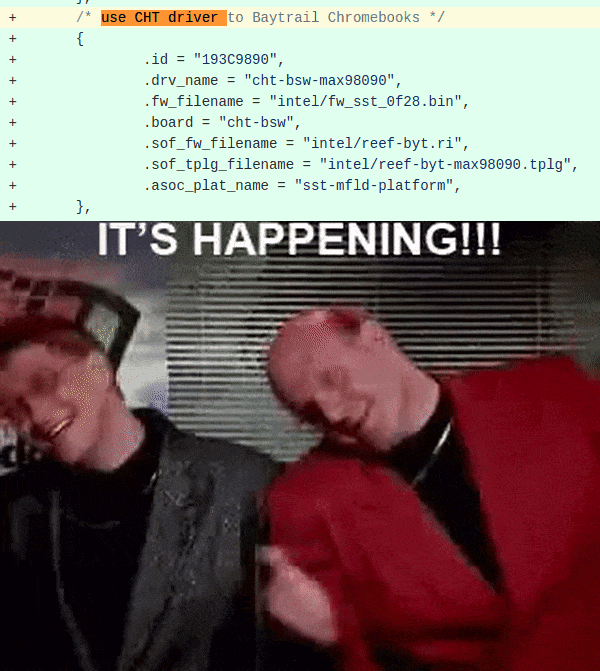 + },
+ /* use CHT driver to Baytrail Chromebooks */
+ {
+ .id = "193C9890",
+ .drv_name = "cht-bsw-max98090",
+ .fw_filename = "intel/fw_sst_0f28.bin",
+ .board = "cht-bsw",
+ .sof_fw_filename = "intel/reef-byt.ri",
+ .sof_tplg_filename = "intel/reef-byt-max98090.tplg",
+ .asoc_plat_name = "sst-mfld-platform",
+ },
IT'S HAPPENING!!!